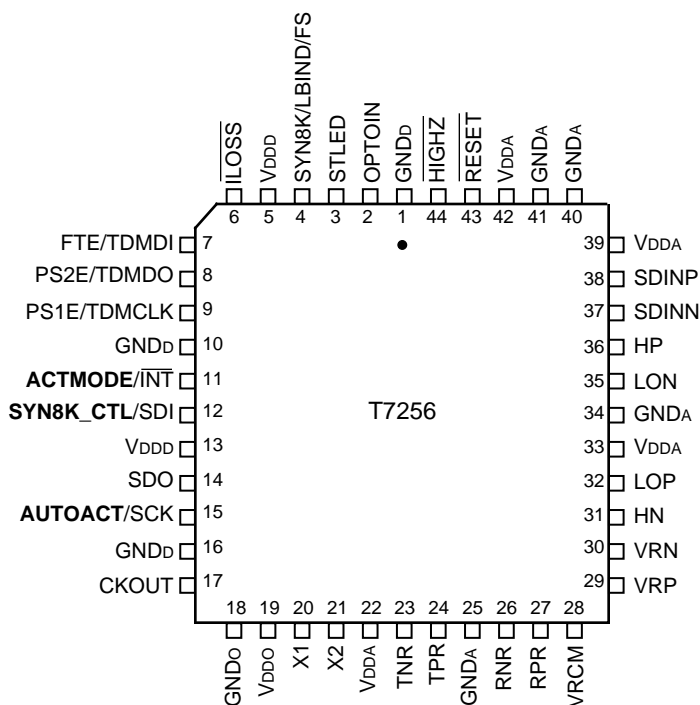 ILOSS
VDDD
SYN8K/LBIND/FS
STLED
OPTOIN
GNDD
HIGHZ
RESET
VDDA
GNDA
GNDA
6
5
4
3
2
1
44
43
42
41
40
FTE/TDMDI 7
PS2E/TDMDO 8
PS1E/TDMCLK 9
GNDD 10
ACTMODE/INT 11
SYN8K_CTL/SDI 12
VDDD 13
SDO 14
AUTOACT/SCK 15
GNDD 16
CKOUT 17
T7256
39 VDDA
38 SDINP
37 SDINN
36 HP
35 LON
34 GNDA
33 VDDA
32 LOP
31 HN
30 VRN
29 VRP
18
19
20
21
22
23
24
25
26
27
28
GNDO
VDDO
X1
X2
VDDA
TNR
TPR
GNDA
RNR
RPR
VRCM